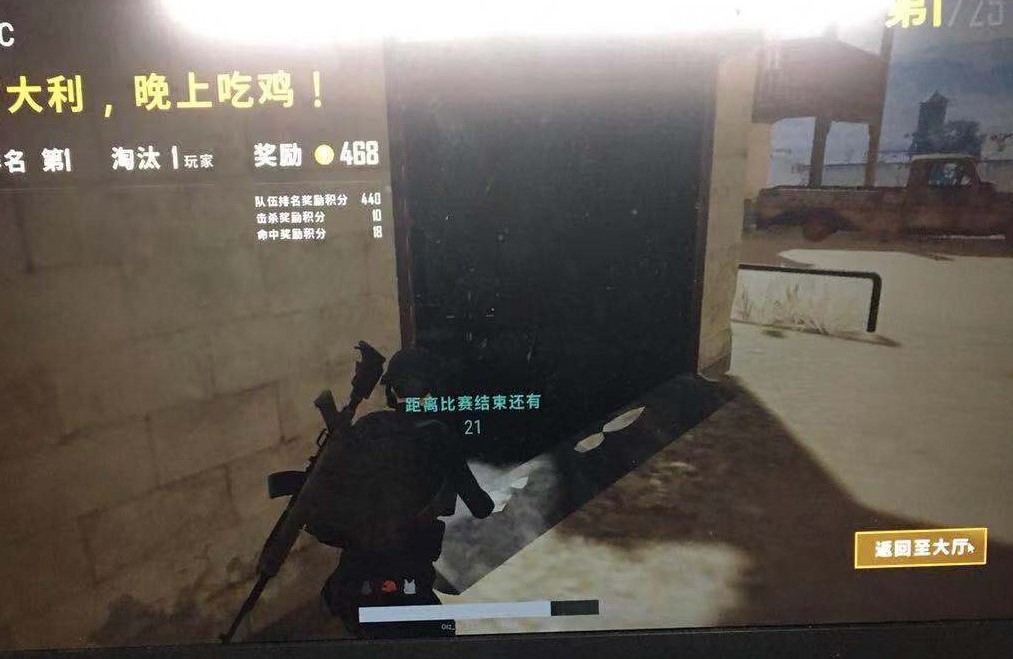 C
第1/25
大利，晚上吃鸡！
名 第1 淘汰 1 玩家 奖励 468
队伍排名奖励积分 440
击杀奖励积分 10
命中奖励积分 18
距离比赛结束还有
21
返回至大厅